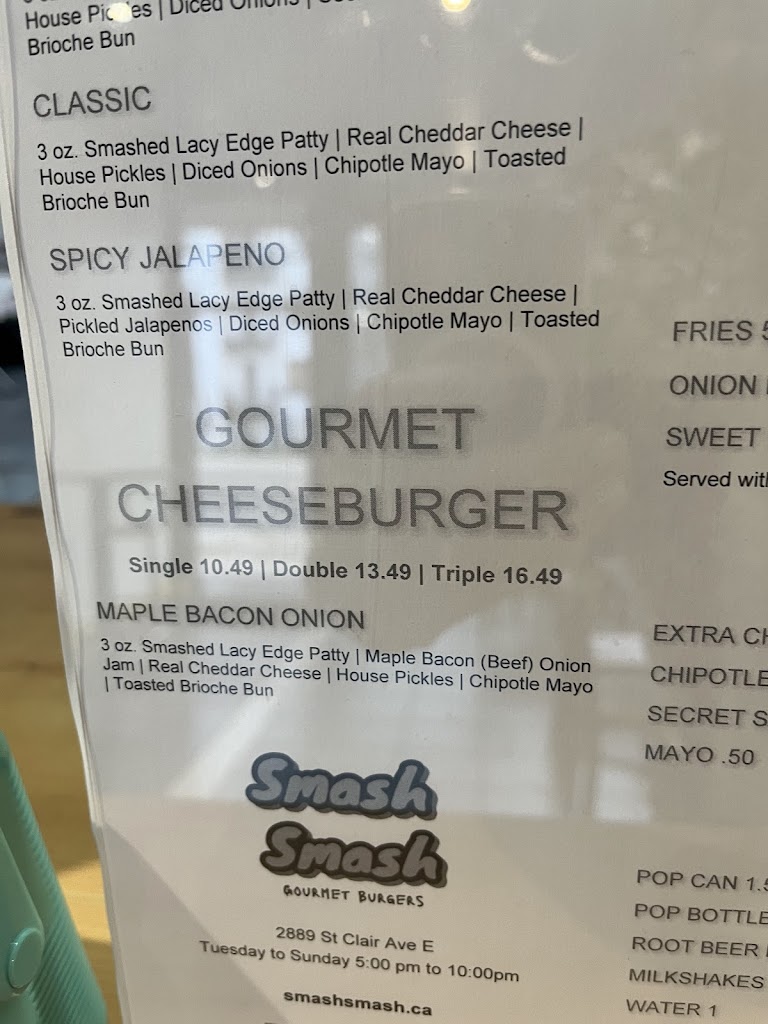 House Pickles | Diced Onions |
Brioche Bun
CLASSIC
3 oz. Smashed Lacy Edge Patty | Real Cheddar Cheese |
House Pickles | Diced Onions | Chipotle Mayo | Toasted
Brioche Bun
SPICY JALAPENO
3 oz. Smashed Lacy Edge Patty | Real Cheddar Cheese |
Pickled Jalapenos | Diced Onions | Chipotle Mayo | Toasted
Brioche Bun
GOURMET
CHEESEBURGER
Single 10.49 | Double 13.49 | Triple 16.49
MAPLE BACON ONION
3 oz. Smashed Lacy Edge Patty | Maple Bacon (Beef) Onion
Jam | Real Cheddar Cheese | House Pickles | Chipotle Mayo
| Toasted Brioche Bun
Smash
Smash
GOURMET BURGERS
2889 St Clair Ave E
Tuesday to Sunday 5:00 pm to 10:00pm
smashsmash.ca
FRIES
ONION
SWEET
Served
EXTRA
CHIPOTLE
SECRET
MAYO .50
POP CAN
POP BOTTLE
ROOT BEER
MILKSHAKES
WATER 1